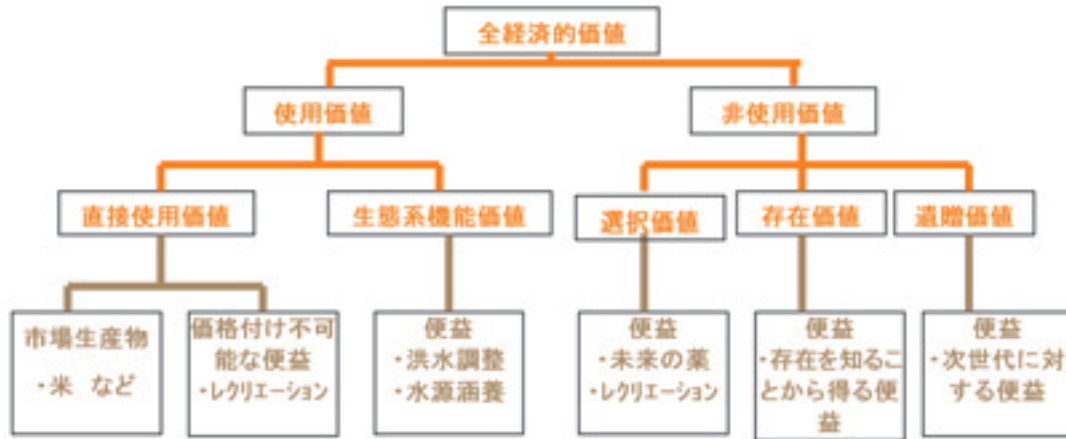 全経済的価値
使用価値
非使用価値
直接使用価値
生態系機能価値
選択価値
存在価値
遺贈価値
市場生産物
・米 など
価格付け不可
能な便益
・レクリエーション
便益
・洪水調整
・水源涵養
便益
・未来の薬
・レクリエーション
便益
・存在を知るこ
とから得る便
益
便益
・次世代に対
する便益